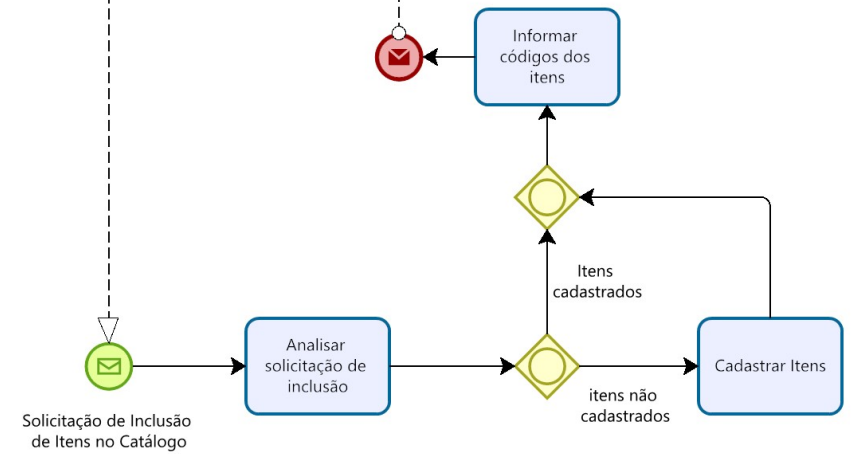 Informar
códigos dos
itens
Itens
cadastrados
Analisar
solicitação de
inclusão
Cadastrar Itens
itens não
cadastrados
Solicitação de Inclusão
de Itens no Catálogo